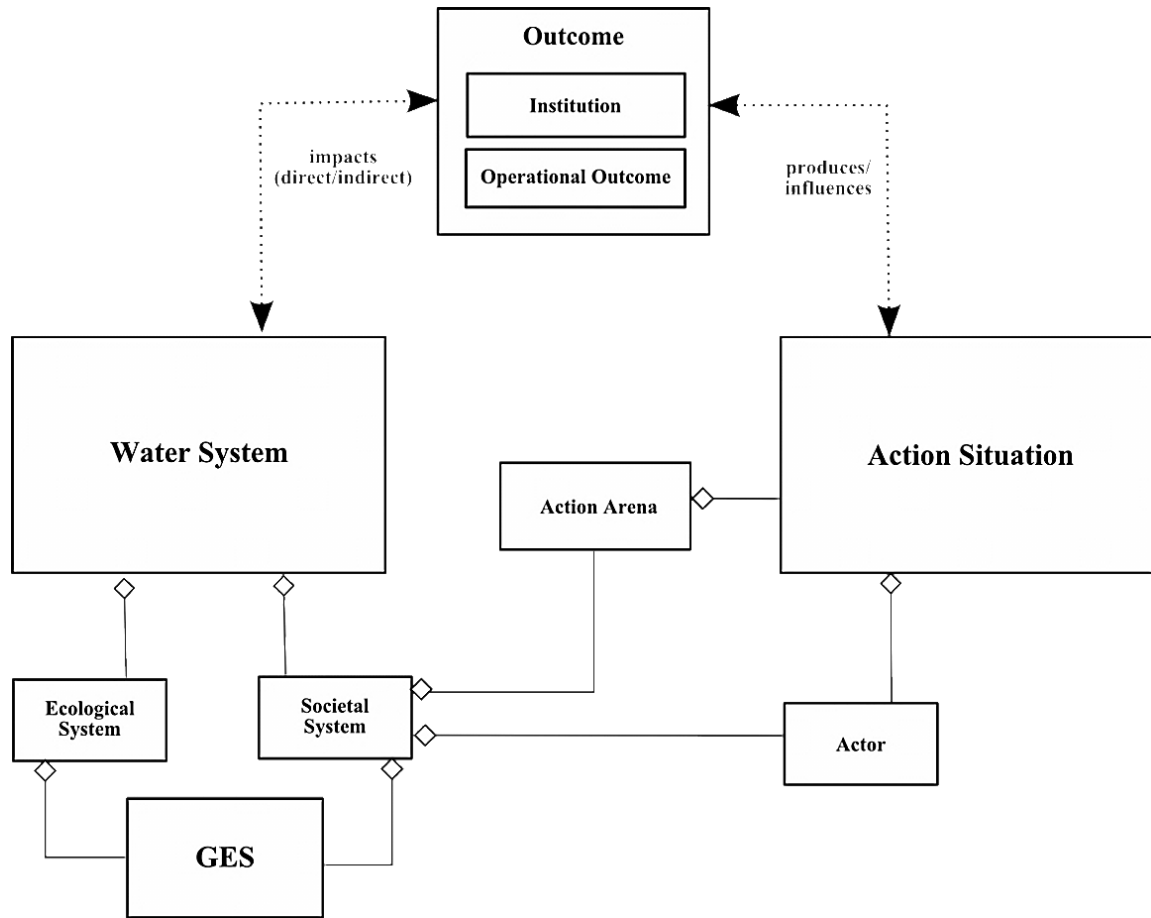 Outcome
Institution
Operational Outcome
impacts
(direct/indirect)
produces/
influences
Water System
Action Situation
Action Arena
Ecological
System
Societal
System
Actor
GES